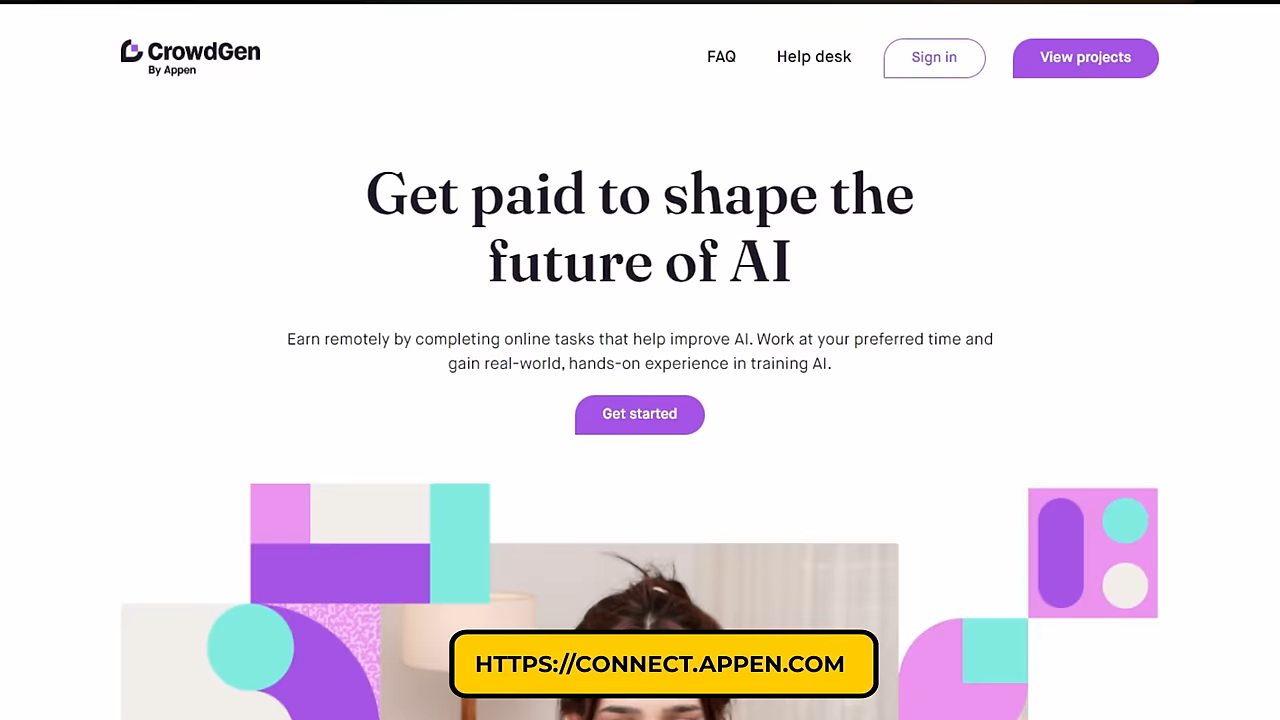 CrowdGen
By Appen
FAQ
Help desk
Sign in
View projects
Get paid to shape the
future of AI
Earn remotely by completing online tasks that help improve AI. Work at your preferred time and
gain real-world, hands-on experience in training AI.
Get started
HTTPS://CONNECT.APPEN.COM